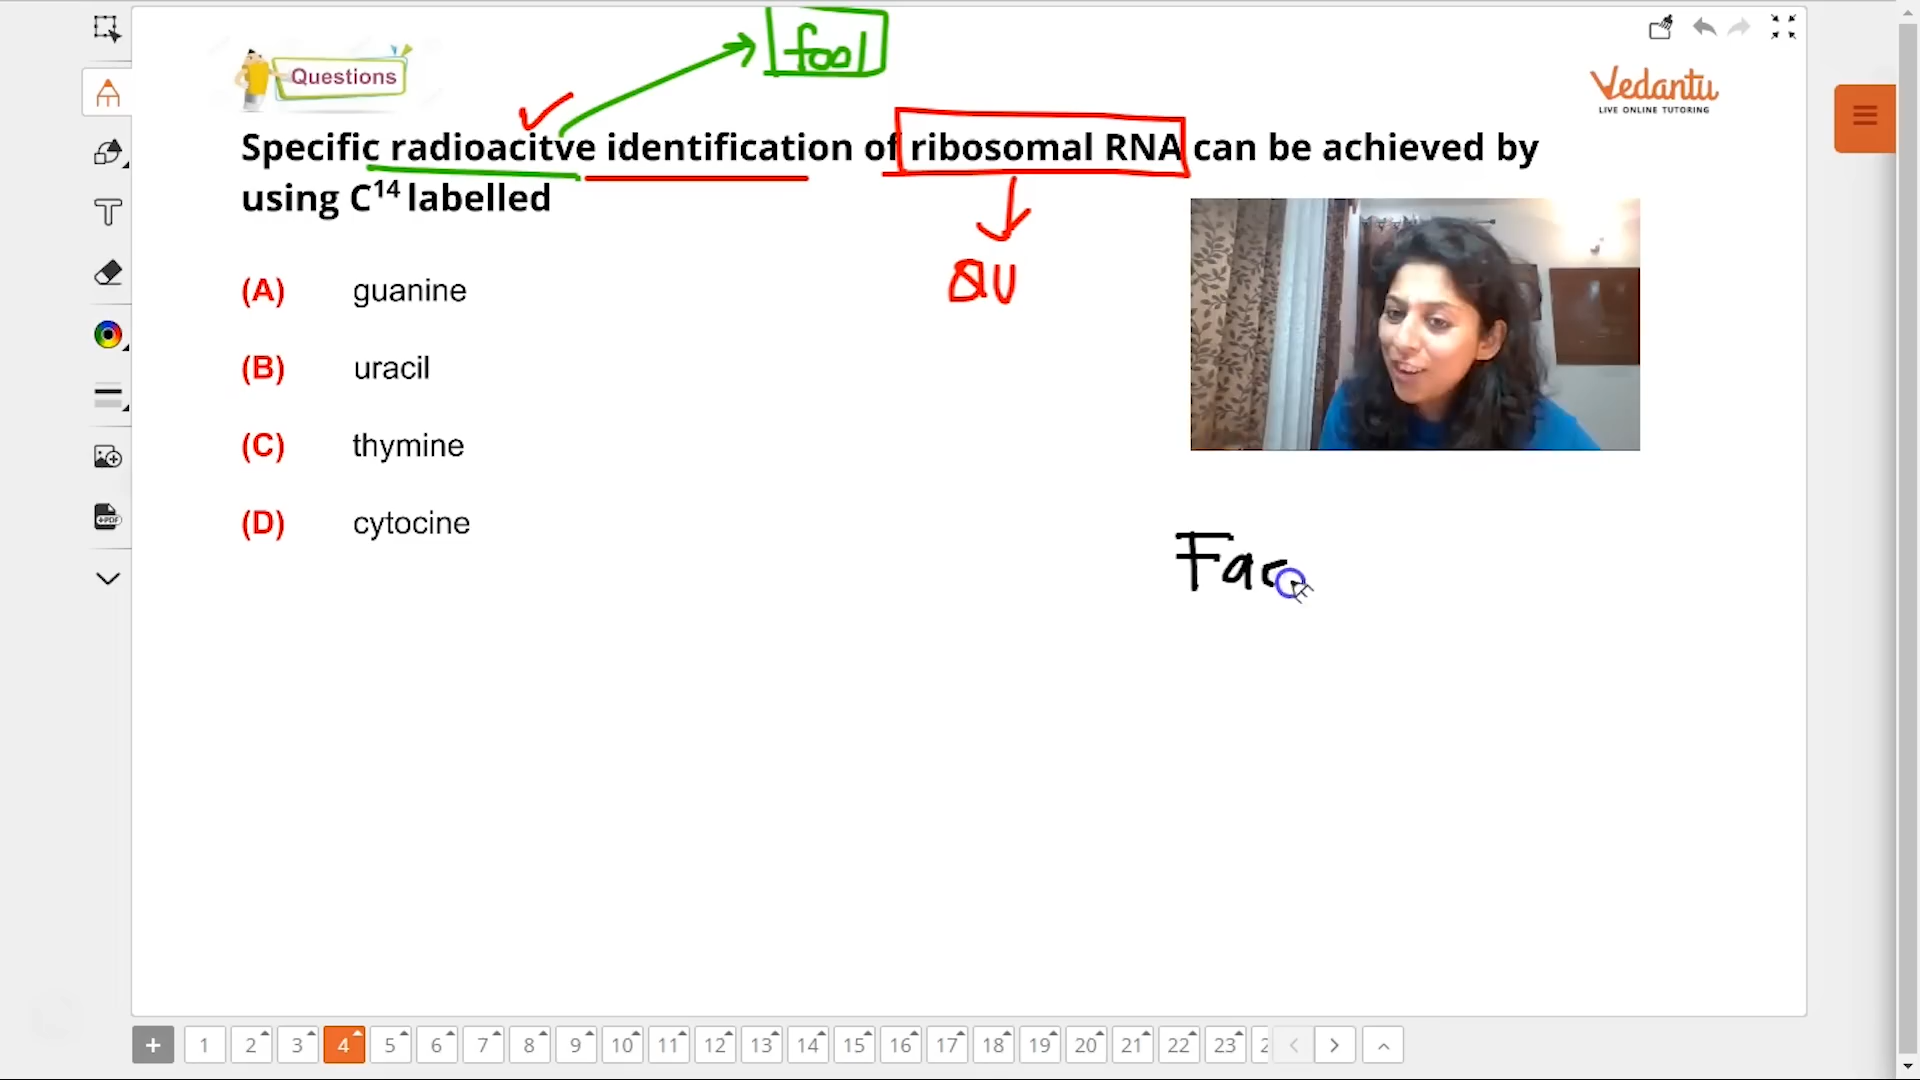 fool
Questions
Vedantu
LIVE ONLINE TUTORING
Specific radioacitve identification of ribosomal RNA can be achieved by
using C¹⁴ labelled
QU
(A) guanine
(B) uracil
(C) thymine
(D) cytocine
Fac
+PDF
+ 1 2 3 4 5 6 7 8 9 10 11 12 13 14 15 16 17 18 19 20 21 22 23